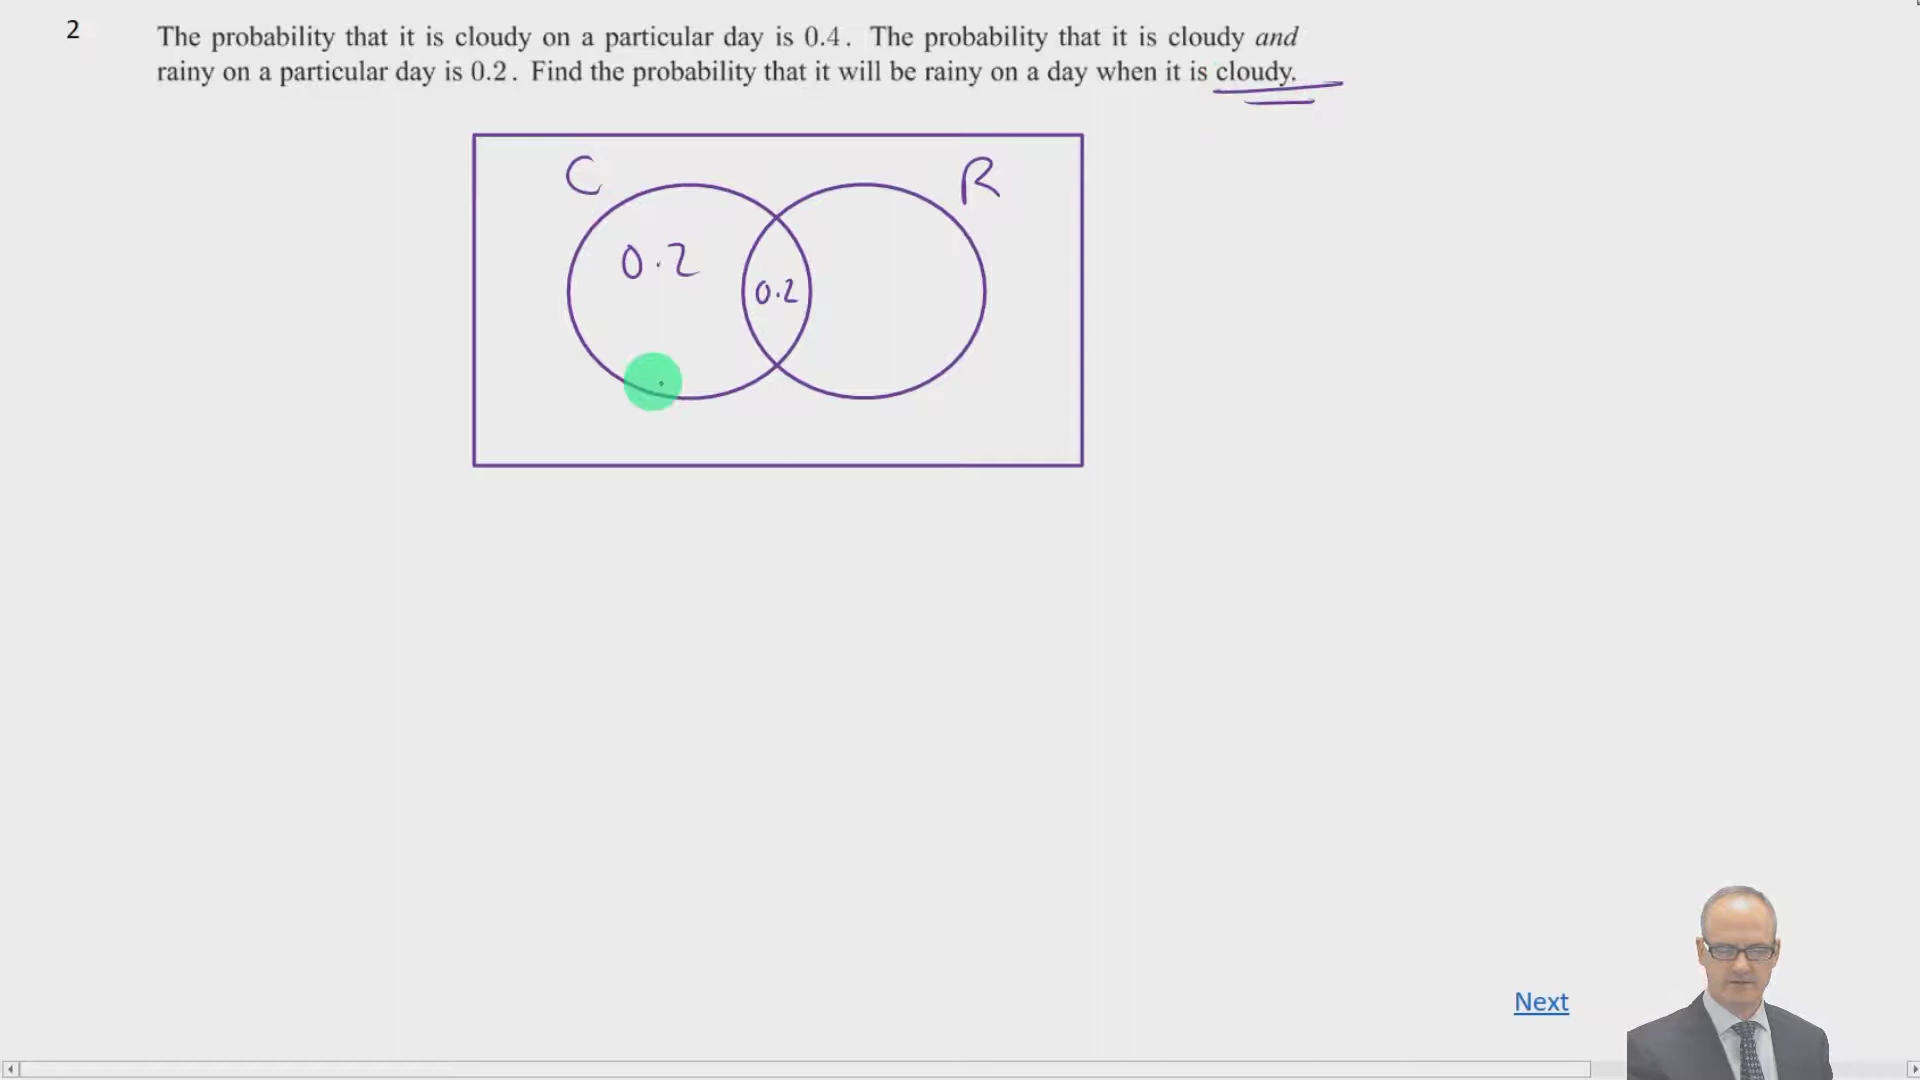 2
The probability that it is cloudy on a particular day is 0.4. The probability that it is cloudy and
rainy on a particular day is 0.2. Find the probability that it will be rainy on a day when it is cloudy.
C
R
0.2
0.2
Next